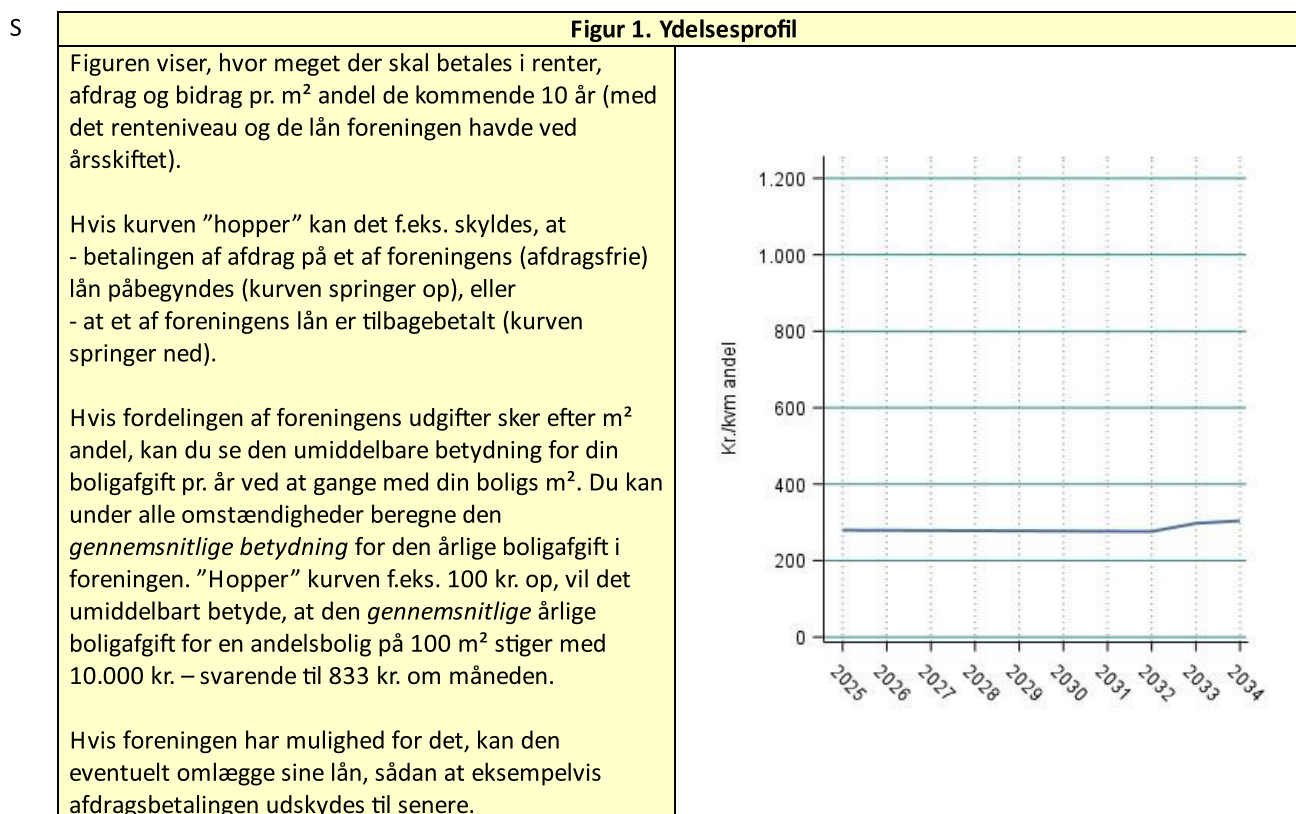 S
Figur 1. Ydelsesprofil
Figuren viser, hvor meget der skal betales i renter,
afdrag og bidrag pr. m² andel de kommende 10 år (med
det renteniveau og de lån foreningen havde ved
årsskiftet).
Hvis kurven ”hopper” kan det f.eks. skyldes, at
- betalingen af afdrag på et af foreningens (afdragsfrie)
lån påbegyndes (kurven springer op), eller
- at et af foreningens lån er tilbagebetalt (kurven
springer ned).
Hvis fordelingen af foreningens udgifter sker efter m²
andel, kan du se den umiddelbare betydning for din
boligafgift pr. år ved at gange med din boligs m². Du kan
under alle omstændigheder beregne den
gennemsnitlige betydning for den årlige boligafgift i
foreningen. ”Hopper” kurven f.eks. 100 kr. op, vil det
umiddelbart betyde, at den gennemsnitlige årlige
boligafgift for en andelsbolig på 100 m² stiger med
10.000 kr. – svarende til 833 kr. om måneden.
Hvis foreningen har mulighed for det, kan den
eventuelt omlægge sine lån, sådan at eksempelvis
afdragsbetalingen udskydes til senere.
Kr./kvm andel
1.200
1.000
800
600
400
200
0
2025
2026
2027
2028
2029
2030
2031
2032
2033
2034